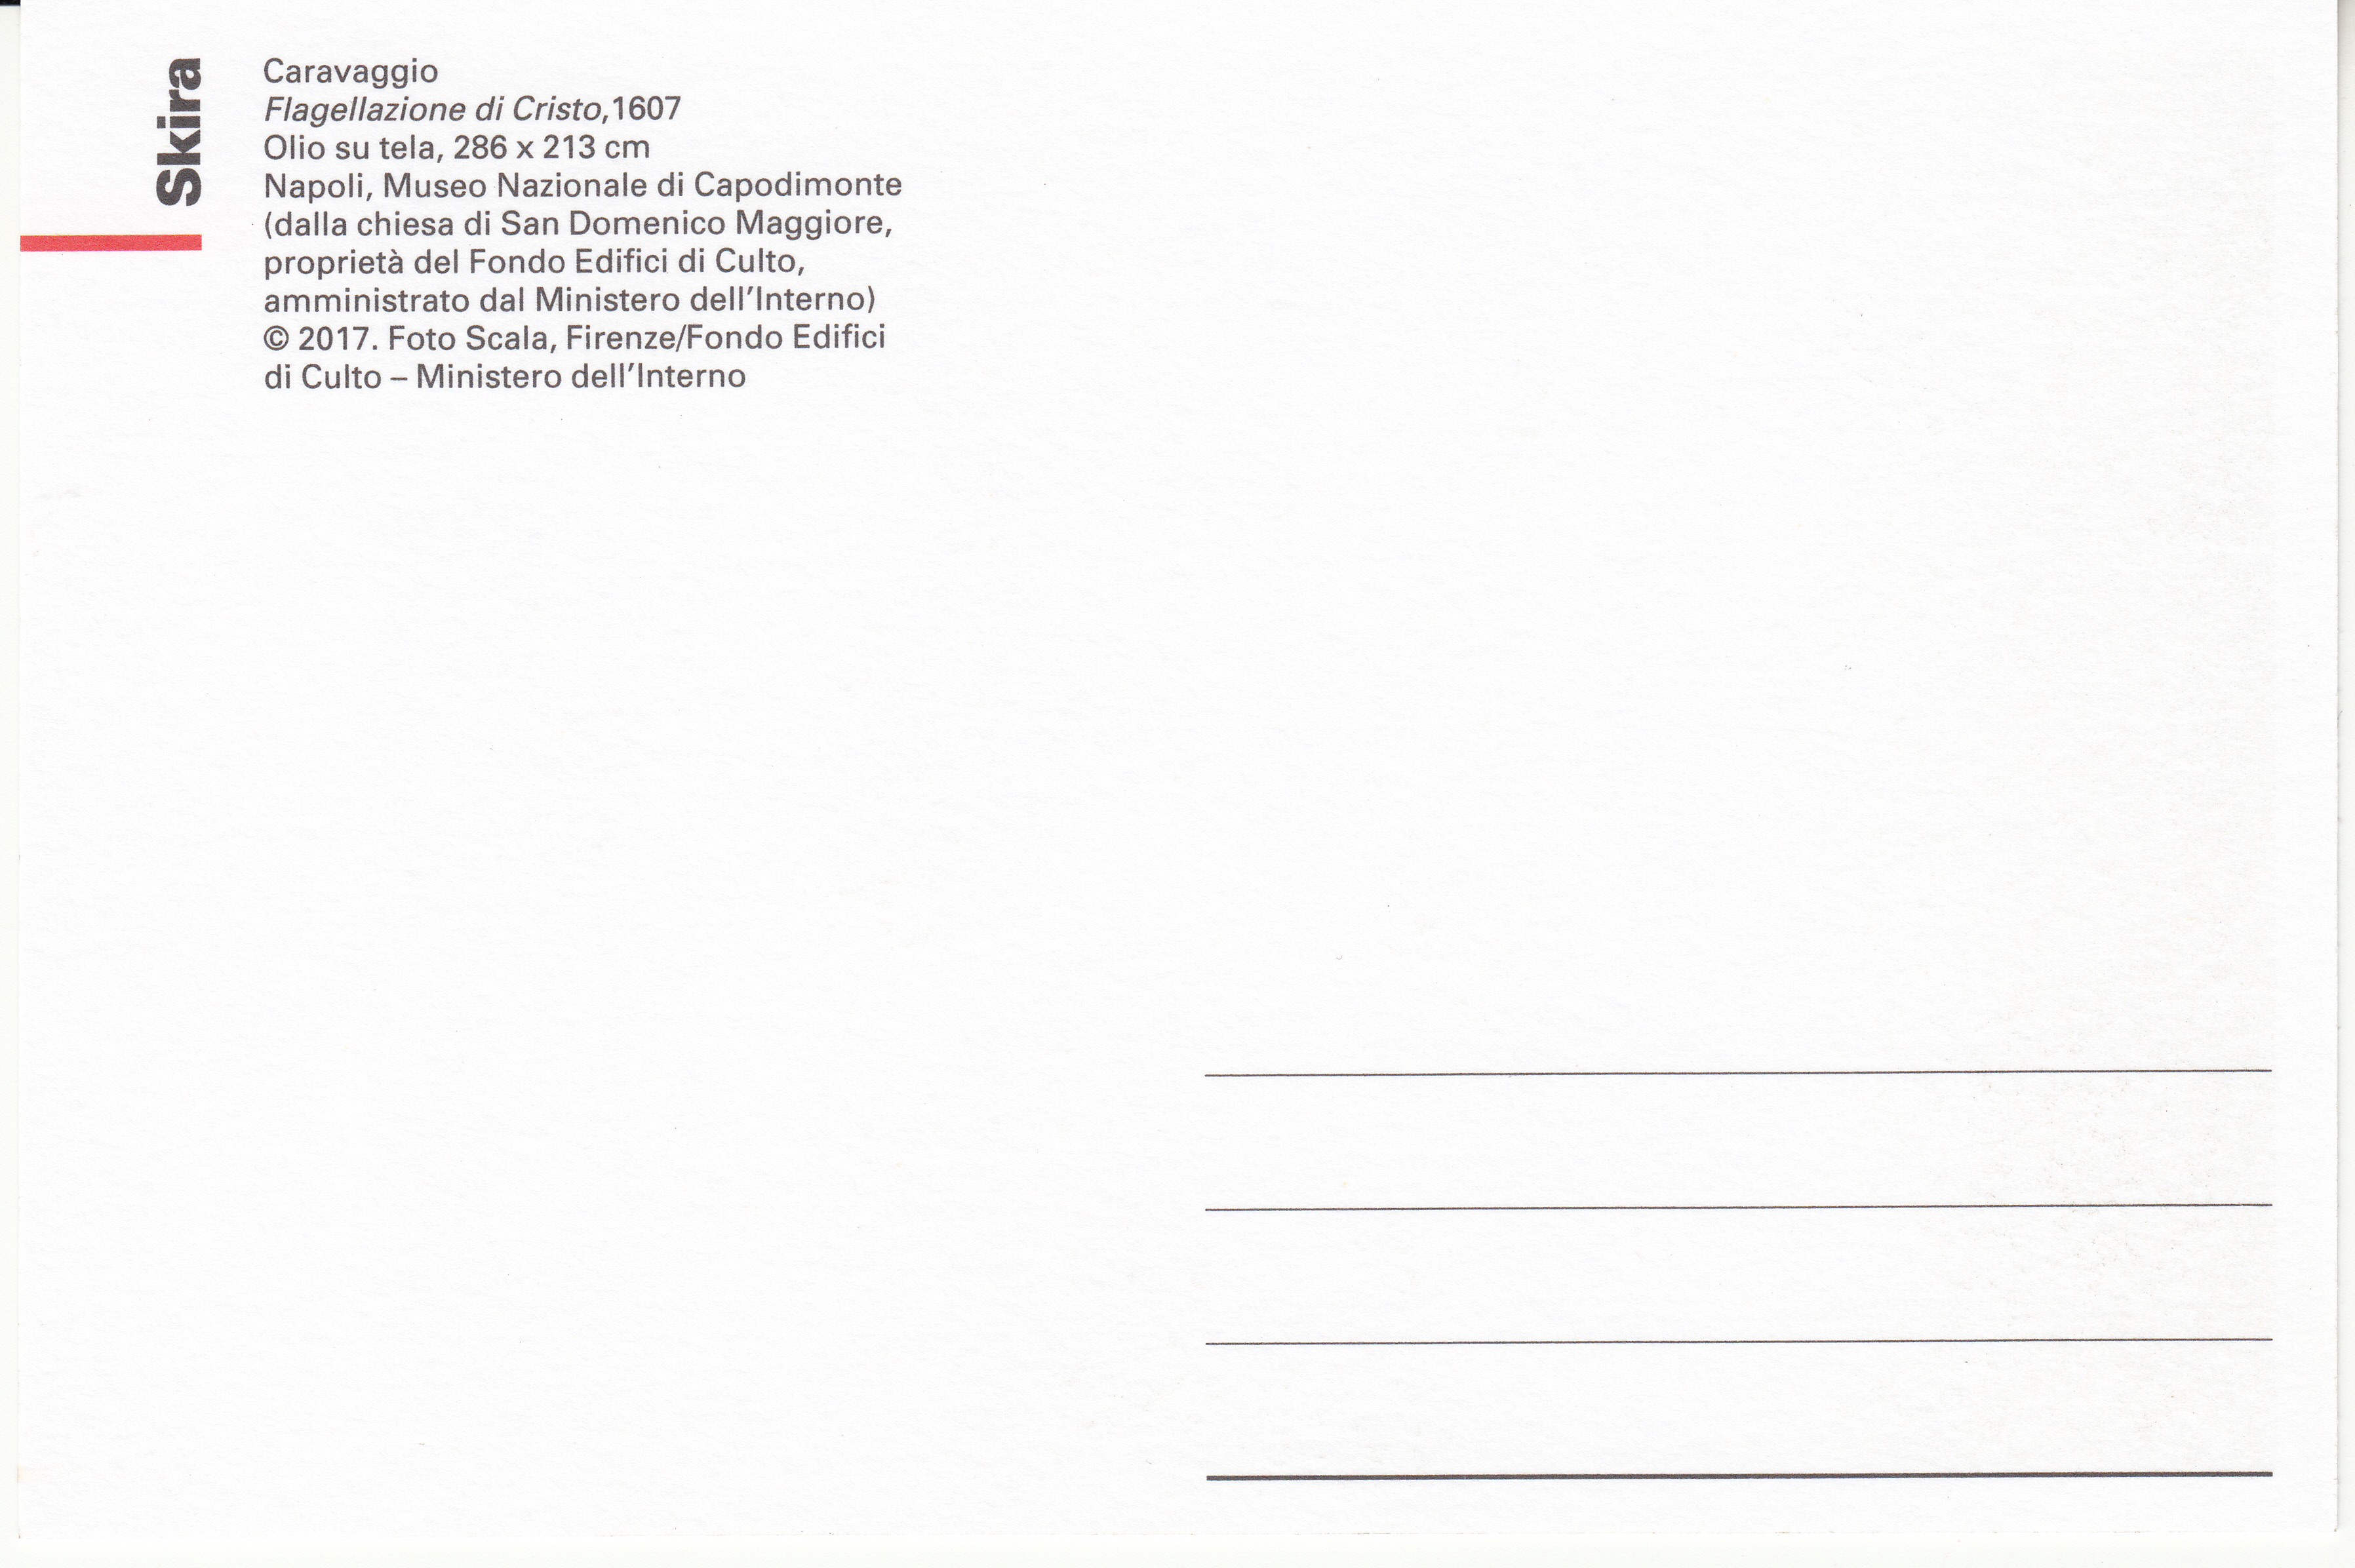 Skira
Caravaggio
Flagellazione di Cristo,1607
Olio su tela, 286 x 213 cm
Napoli, Museo Nazionale di Capodimonte
(dalla chiesa di San Domenico Maggiore,
proprietà del Fondo Edifici di Culto,
amministrato dal Ministero dell’Interno)
© 2017. Foto Scala, Firenze/Fondo Edifici
di Culto – Ministero dell’Interno